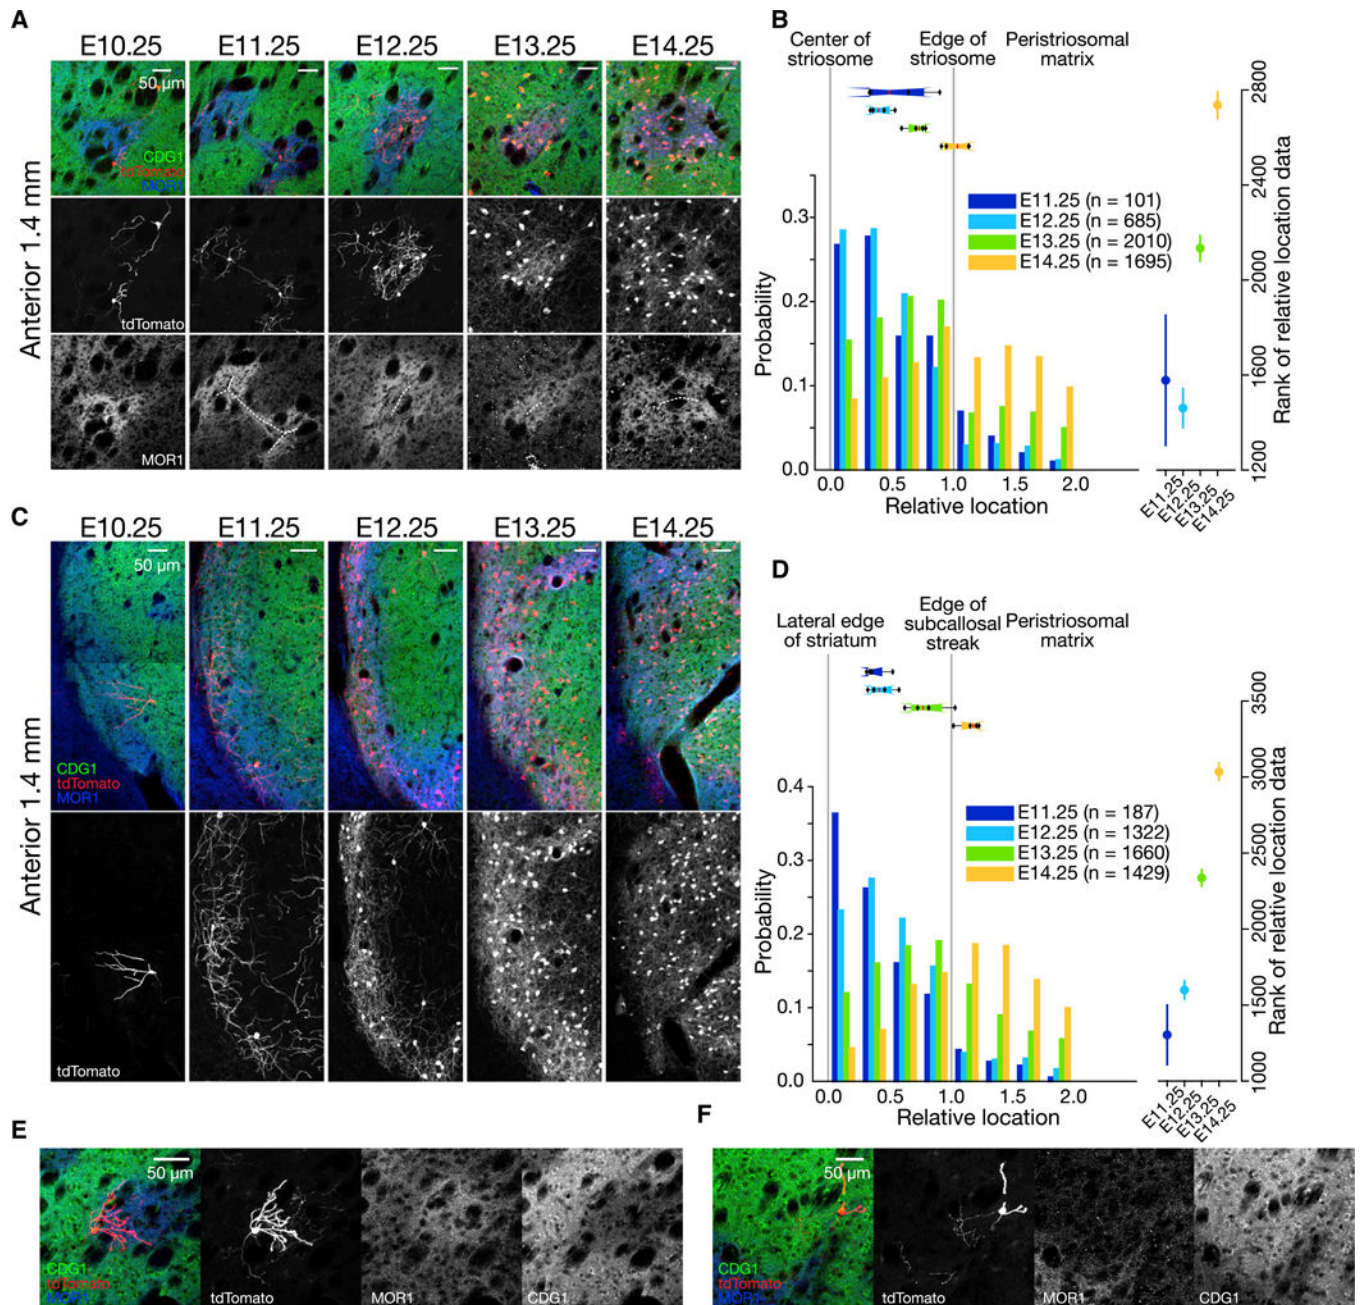 A
E10.25 E11.25 E12.25 E13.25 E14.25
50 µm
CDG1
tdTomato
MOR1
tdTomato
MOR1
Anterior 1.4 mm
B
Center of striosome
Edge of striosome
Peristriosomal matrix
E11.25 (n = 101)
E12.25 (n = 685)
E13.25 (n = 2010)
E14.25 (n = 1695)
Probability
0.3
0.2
0.1
0.0
0.0 0.5 1.0 1.5 2.0
Relative location
2800
2400
2000
1600
1200
Rank of relative location data
E11.25
E12.25
E13.25
E14.25
C
E10.25 E11.25 E12.25 E13.25 E14.25
50 µm
CDG1
tdTomato
MOR1
tdTomato
Anterior 1.4 mm
D
Lateral edge of striatum
Edge of subcallosal streak
Peristriosomal matrix
E11.25 (n = 187)
E12.25 (n = 1322)
E13.25 (n = 1660)
E14.25 (n = 1429)
Probability
0.4
0.3
0.2
0.1
0.0
0.0 0.5 1.0 1.5 2.0
Relative location
3500
3000
2500
2000
1500
1000
Rank of relative location data
E11.25
E12.25
E13.25
E14.25
E
50 µm
CDG1
tdTomato
MOR1
tdTomato
MOR1
CDG1
F
50 µm
CDG1
tdTomato
MOR1
tdTomato
MOR1
CDG1